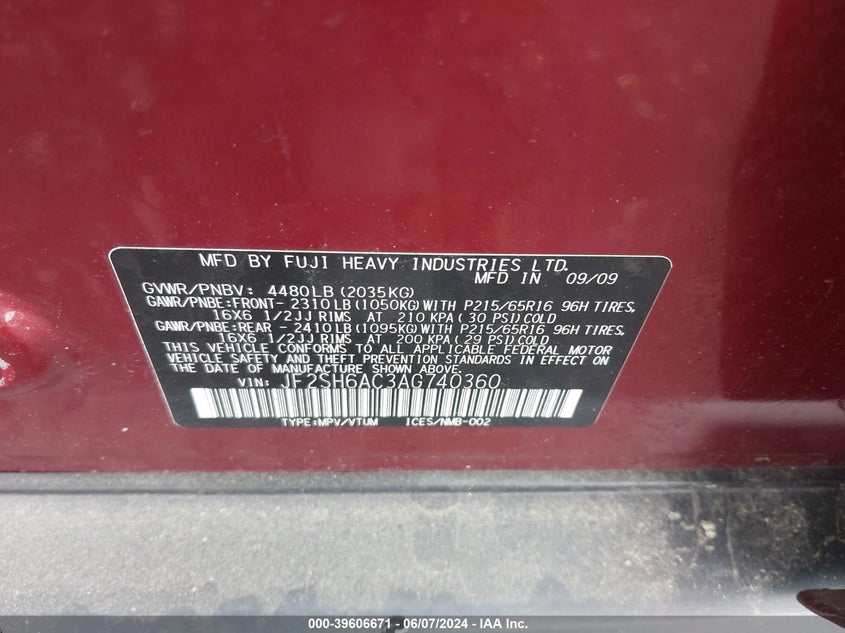 MFD BY FUJI HEAVY INDUSTRIES LTD.
MFD IN 09/09
GVWR/PNBV: 4480LB(2035KG)
GAWR/PNBE:FRONT- 2310LB(1050KG)WITH P215/65R16 96H TIRES,
16X6 1/2JJ RIMS AT 210 KPA(30 PSI)COLD
GAWR/PNBE:REAR - 2410LB(1095KG)WITH P215/65R16 96H TIRES,
16X6 1/2JJ RIMS AT 200 KPA(29 PSI)COLD
THIS VEHICLE CONFORMS TO ALL APPLICABLE FEDERAL MOTOR
VEHICLE SAFETY AND THEFT PREVENTION STANDARDS IN EFFECT ON
THE DATE OF MANUFACTURE SHOWN ABOVE.
VIN: JF2SH6AC3AG740360
TYPE:MPV/VTUM ICES/NMB-002
000-39606671 - 06/07/2024 - IAA Inc.